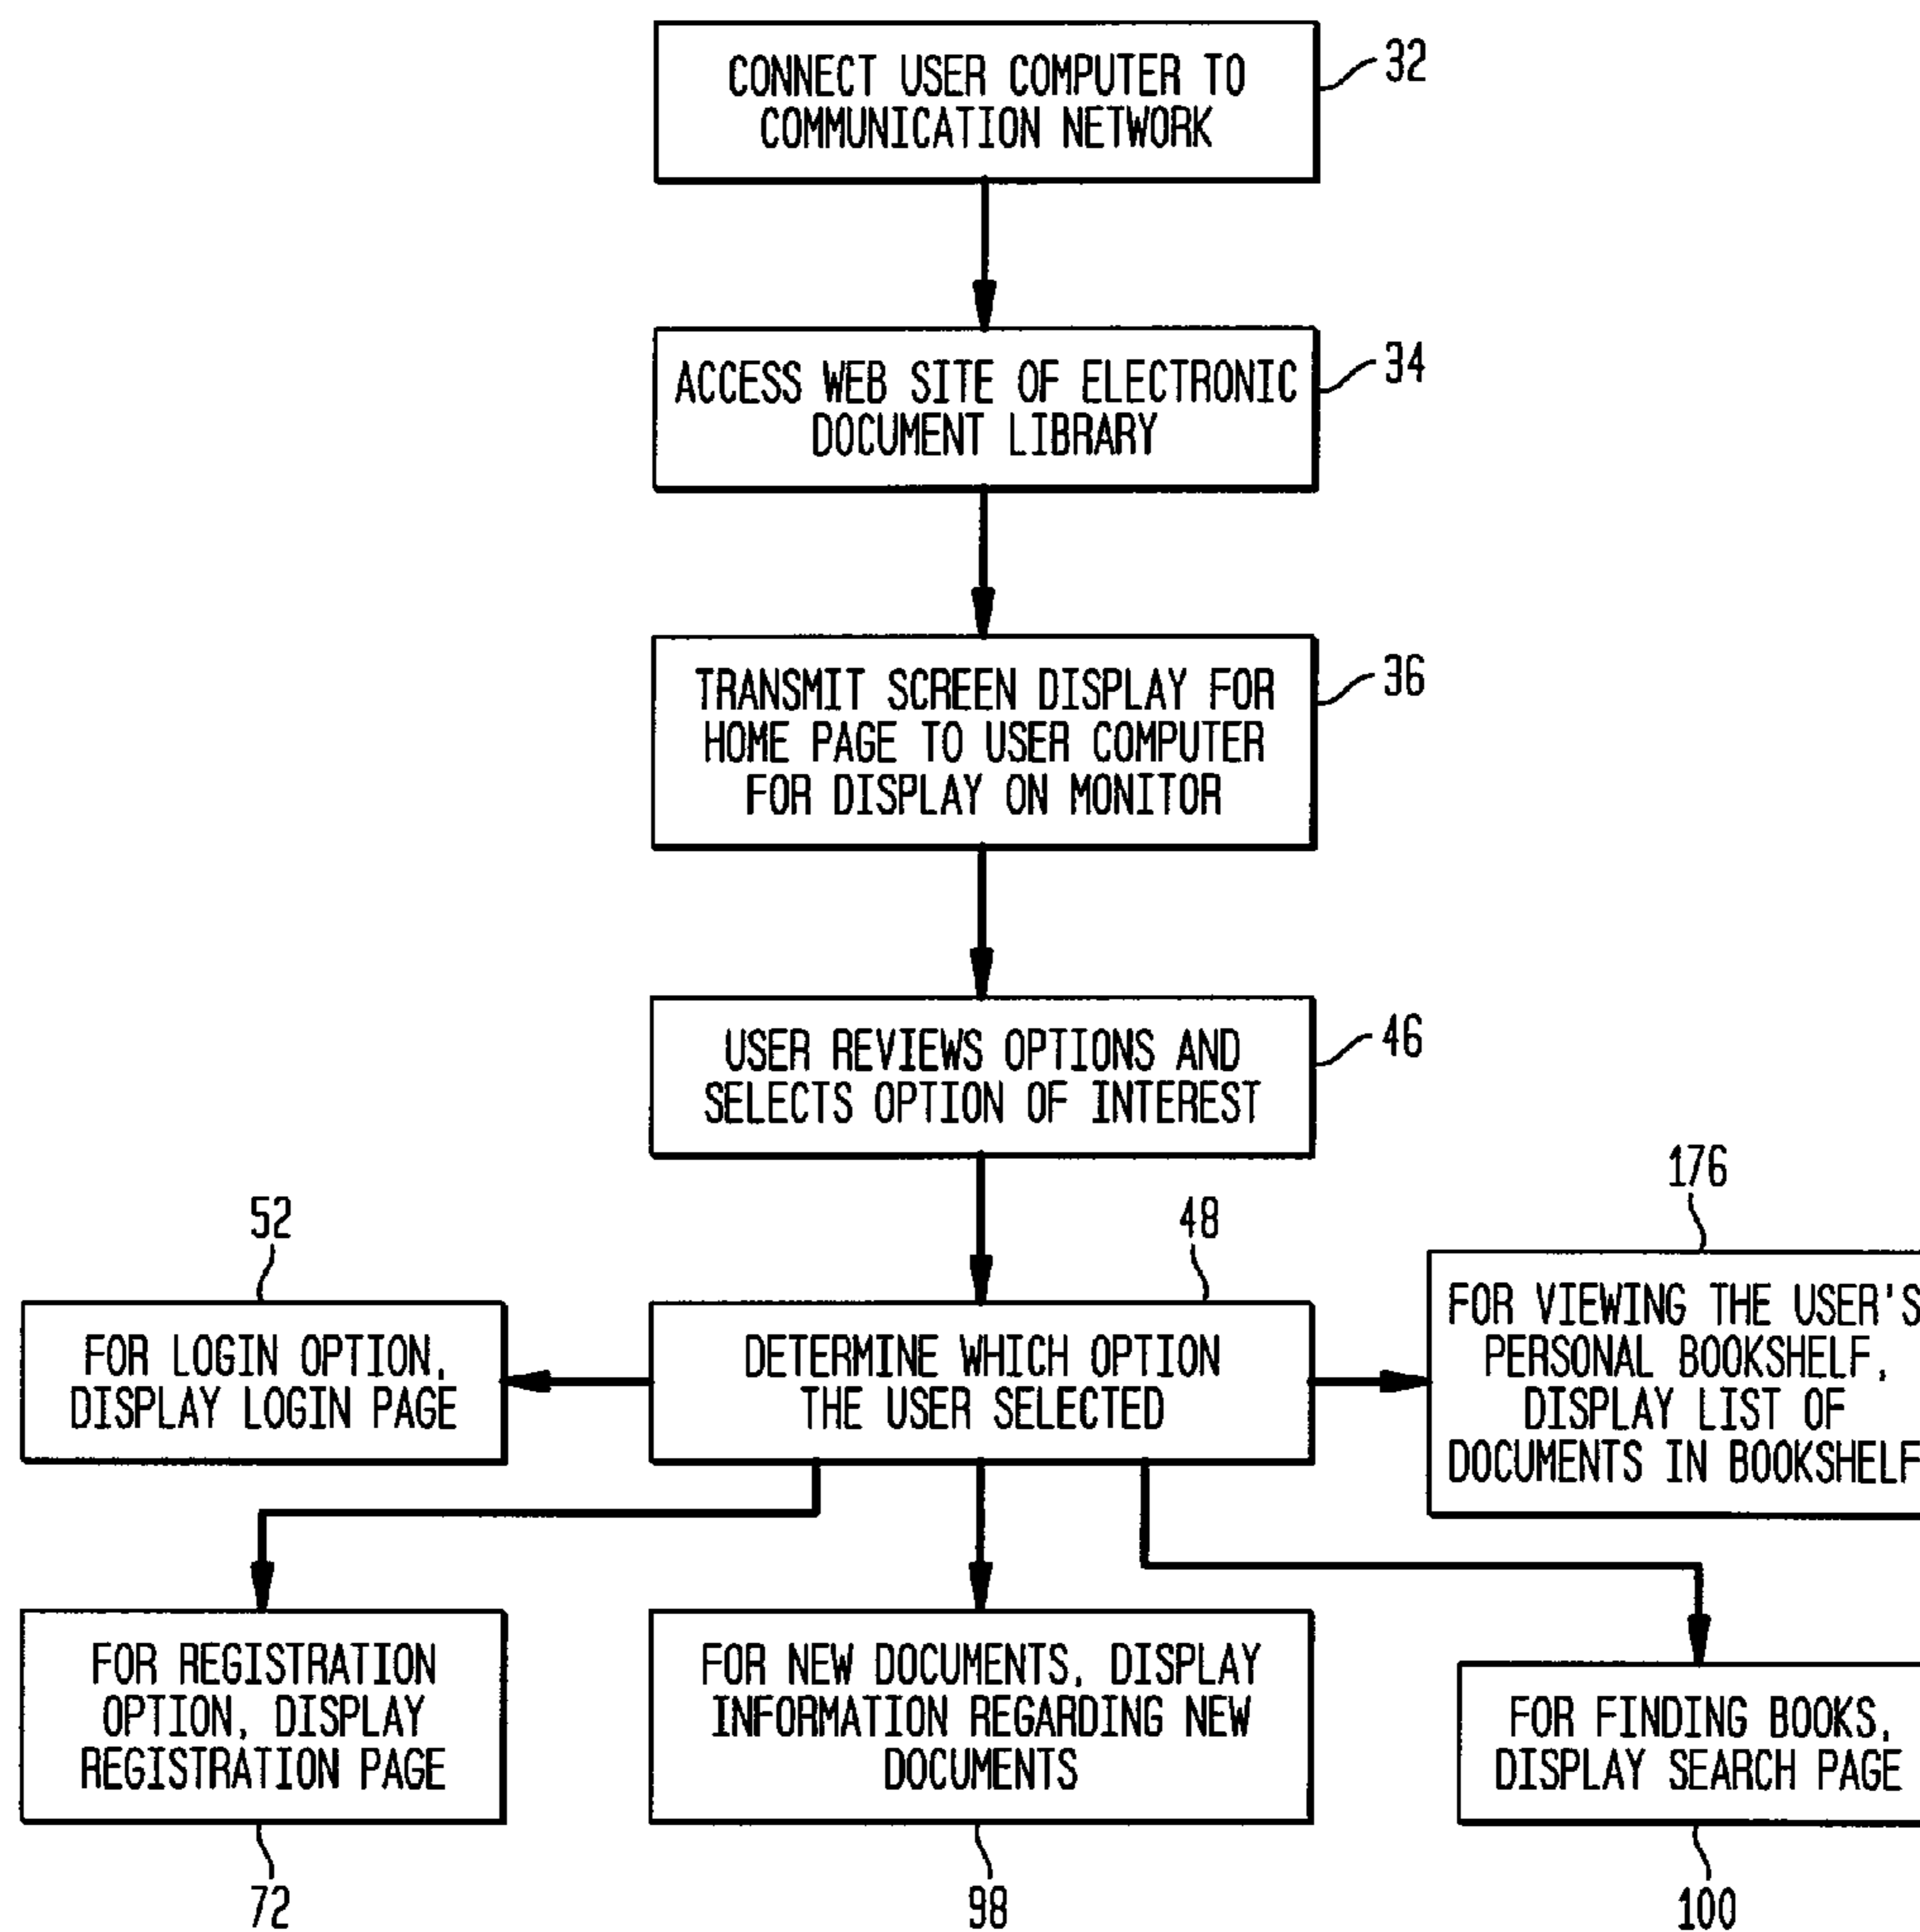 CONNECT USER COMPUTER TO
COMMUNICATION NETWORK
32
ACCESS WEB SITE OF ELECTRONIC
DOCUMENT LIBRARY
34
TRANSMIT SCREEN DISPLAY FOR
HOME PAGE TO USER COMPUTER
FOR DISPLAY ON MONITOR
36
USER REVIEWS OPTIONS AND
SELECTS OPTION OF INTEREST
46
52
FOR LOGIN OPTION,
DISPLAY LOGIN PAGE
48
DETERMINE WHICH OPTION
THE USER SELECTED
176
FOR VIEWING THE USER'S
PERSONAL BOOKSHELF,
DISPLAY LIST OF
DOCUMENTS IN BOOKSHELF
FOR REGISTRATION
OPTION, DISPLAY
REGISTRATION PAGE
72
FOR NEW DOCUMENTS, DISPLAY
INFORMATION REGARDING NEW
DOCUMENTS
98
FOR FINDING BOOKS,
DISPLAY SEARCH PAGE
100